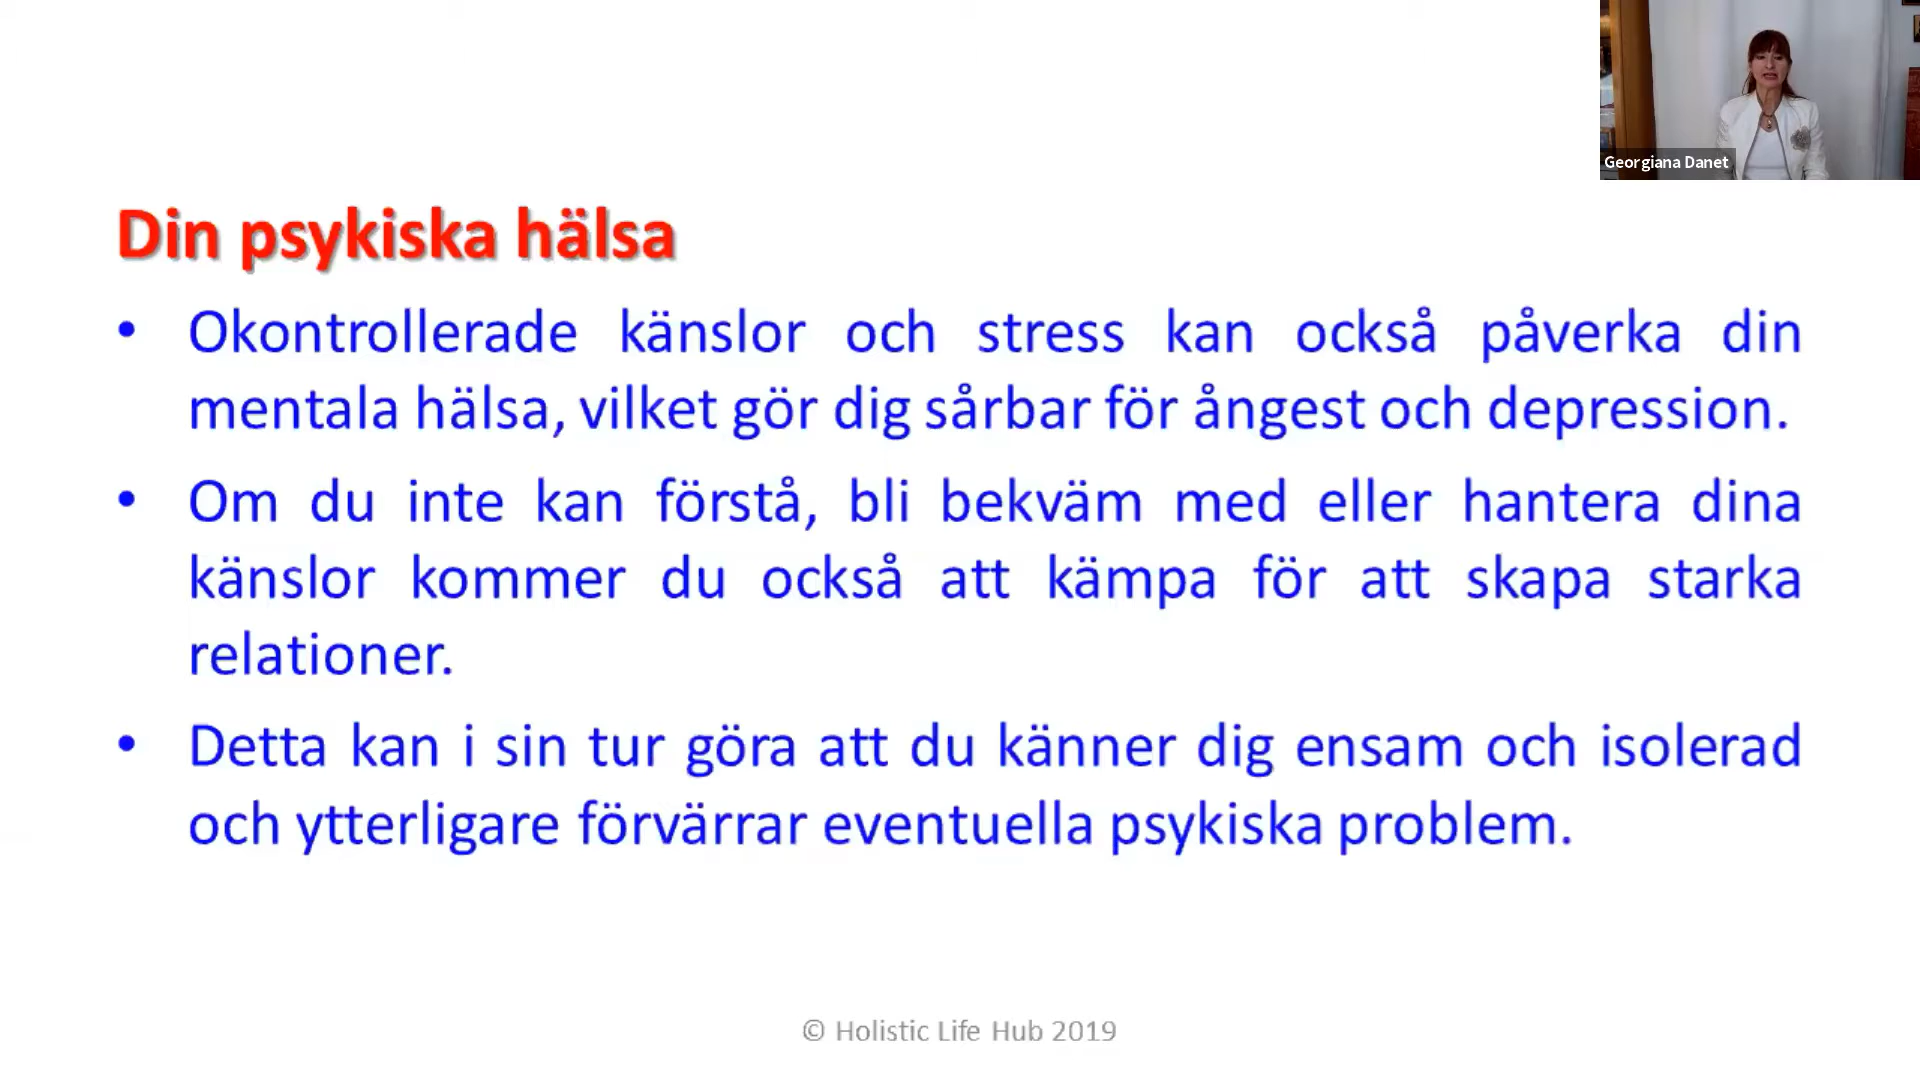 Georgiana Danet
Din psykiska hälsa
• Okontrollerade känslor och stress kan också påverka din
mentala hälsa, vilket gör dig sårbar för ångest och depression.
• Om du inte kan förstå, bli bekväm med eller hantera dina
känslor kommer du också att kämpa för att skapa starka
relationer.
• Detta kan i sin tur göra att du känner dig ensam och isolerad
och ytterligare förvärrar eventuella psykiska problem.
© Holistic Life Hub 2019